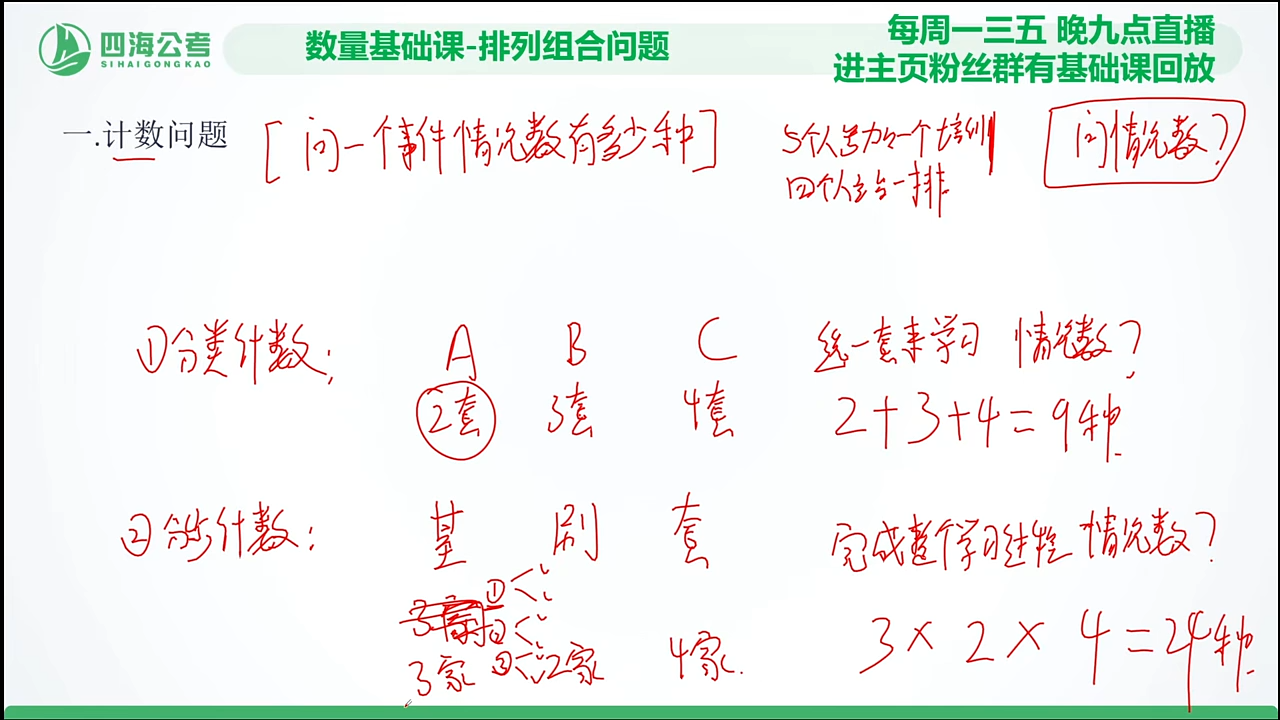 四海公考
SIHAIGONGKAO
数量基础课-排列组合问题
每周一三五 晚九点直播
进主页粉丝群有基础课回放
一.计数问题 [问一个事件情况数有多少种] 5个人参加一个培训 问情况数?
四个人站一排
①分类计数: A B C 选一套来学习 情况数?
2套 3套 4套 2+3+4=9种
②分步计数: 基 刷 套 完成整个学习过程 情况数?
①
②
3家 ③ 2家 4家 3×2×4=24种